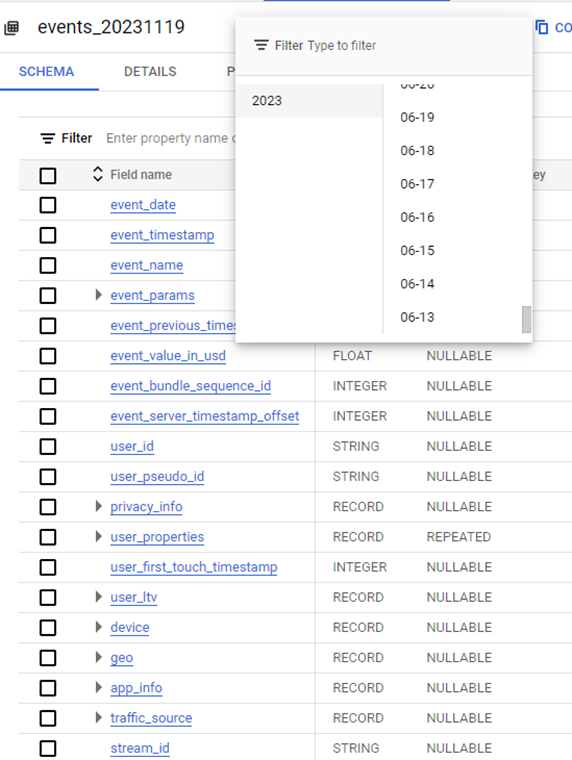 events_20231119
CO
SCHEMA
DETAILS
P
Filter Type to filter
2023
06-20
06-19
06-18
06-17
06-16
06-15
06-14
06-13
Filter Enter property name o
Field name
ey
event_date
event_timestamp
event_name
event_params
event_previous_times
event_value_in_usd FLOAT NULLABLE
event_bundle_sequence_id INTEGER NULLABLE
event_server_timestamp_offset INTEGER NULLABLE
user_id STRING NULLABLE
user_pseudo_id STRING NULLABLE
privacy_info RECORD NULLABLE
user_properties RECORD REPEATED
user_first_touch_timestamp INTEGER NULLABLE
user_ltv RECORD NULLABLE
device RECORD NULLABLE
geo RECORD NULLABLE
app_info RECORD NULLABLE
traffic_source RECORD NULLABLE
stream_id STRING NULLABLE